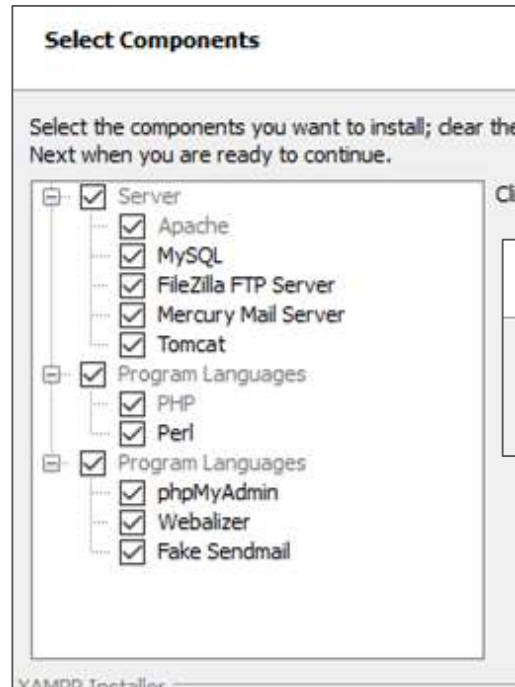 Select Components
Select the components you want to install; clear the
Next when you are ready to continue.
Server
Apache
MySQL
FileZilla FTP Server
Mercury Mail Server
Tomcat
Program Languages
PHP
Perl
Program Languages
phpMyAdmin
Webalizer
Fake Sendmail
XAMPP Installer